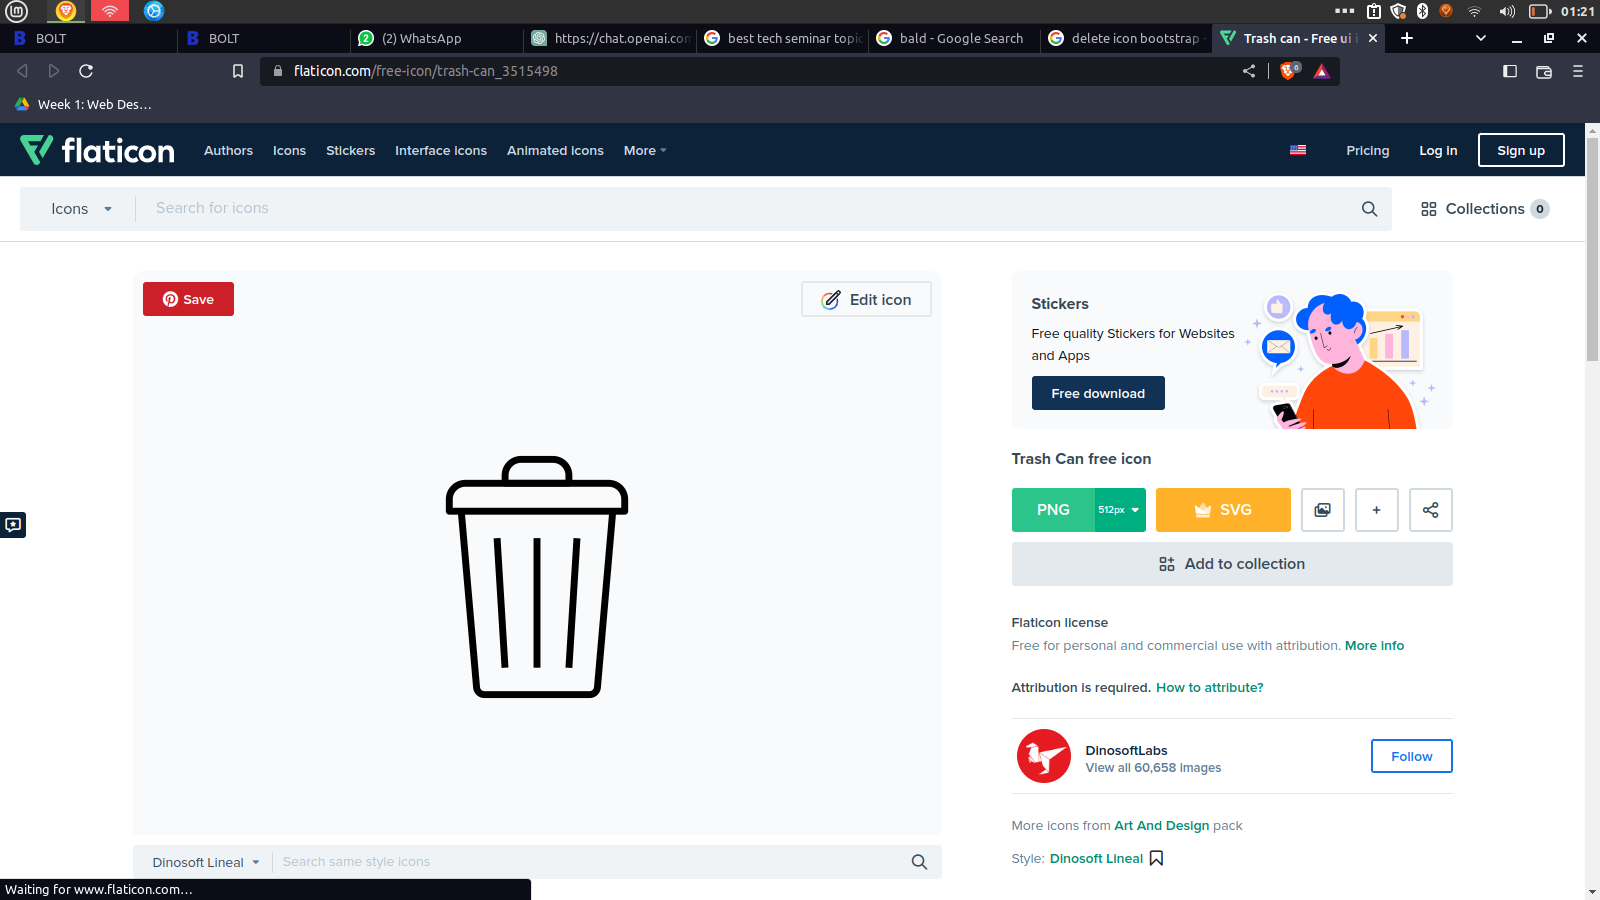 01:21
BOLT
BOLT
(2) WhatsApp
https://chat.openai.com
best tech seminar topic
bald - Google Search
delete icon bootstrap
Trash can - Free ui i
flaticon.com/free-icon/trash-can_3515498
6
Week 1: Web Des...
flaticon
Authors
Icons
Stickers
Interface icons
Animated icons
More
Pricing
Log in
Sign up
Icons
Search for icons
Collections 0
Save
Edit icon
Stickers
Free quality Stickers for Websites
and Apps
Free download
Trash Can free icon
PNG
512px
SVG
+
Add to collection
Flaticon license
Free for personal and commercial use with attribution. More info
Attribution is required. How to attribute?
DinosoftLabs
View all 60,658 images
Follow
More icons from Art And Design pack
Style: Dinosoft Lineal
Dinosoft Lineal
Search same style icons
Waiting for www.flaticon.com...